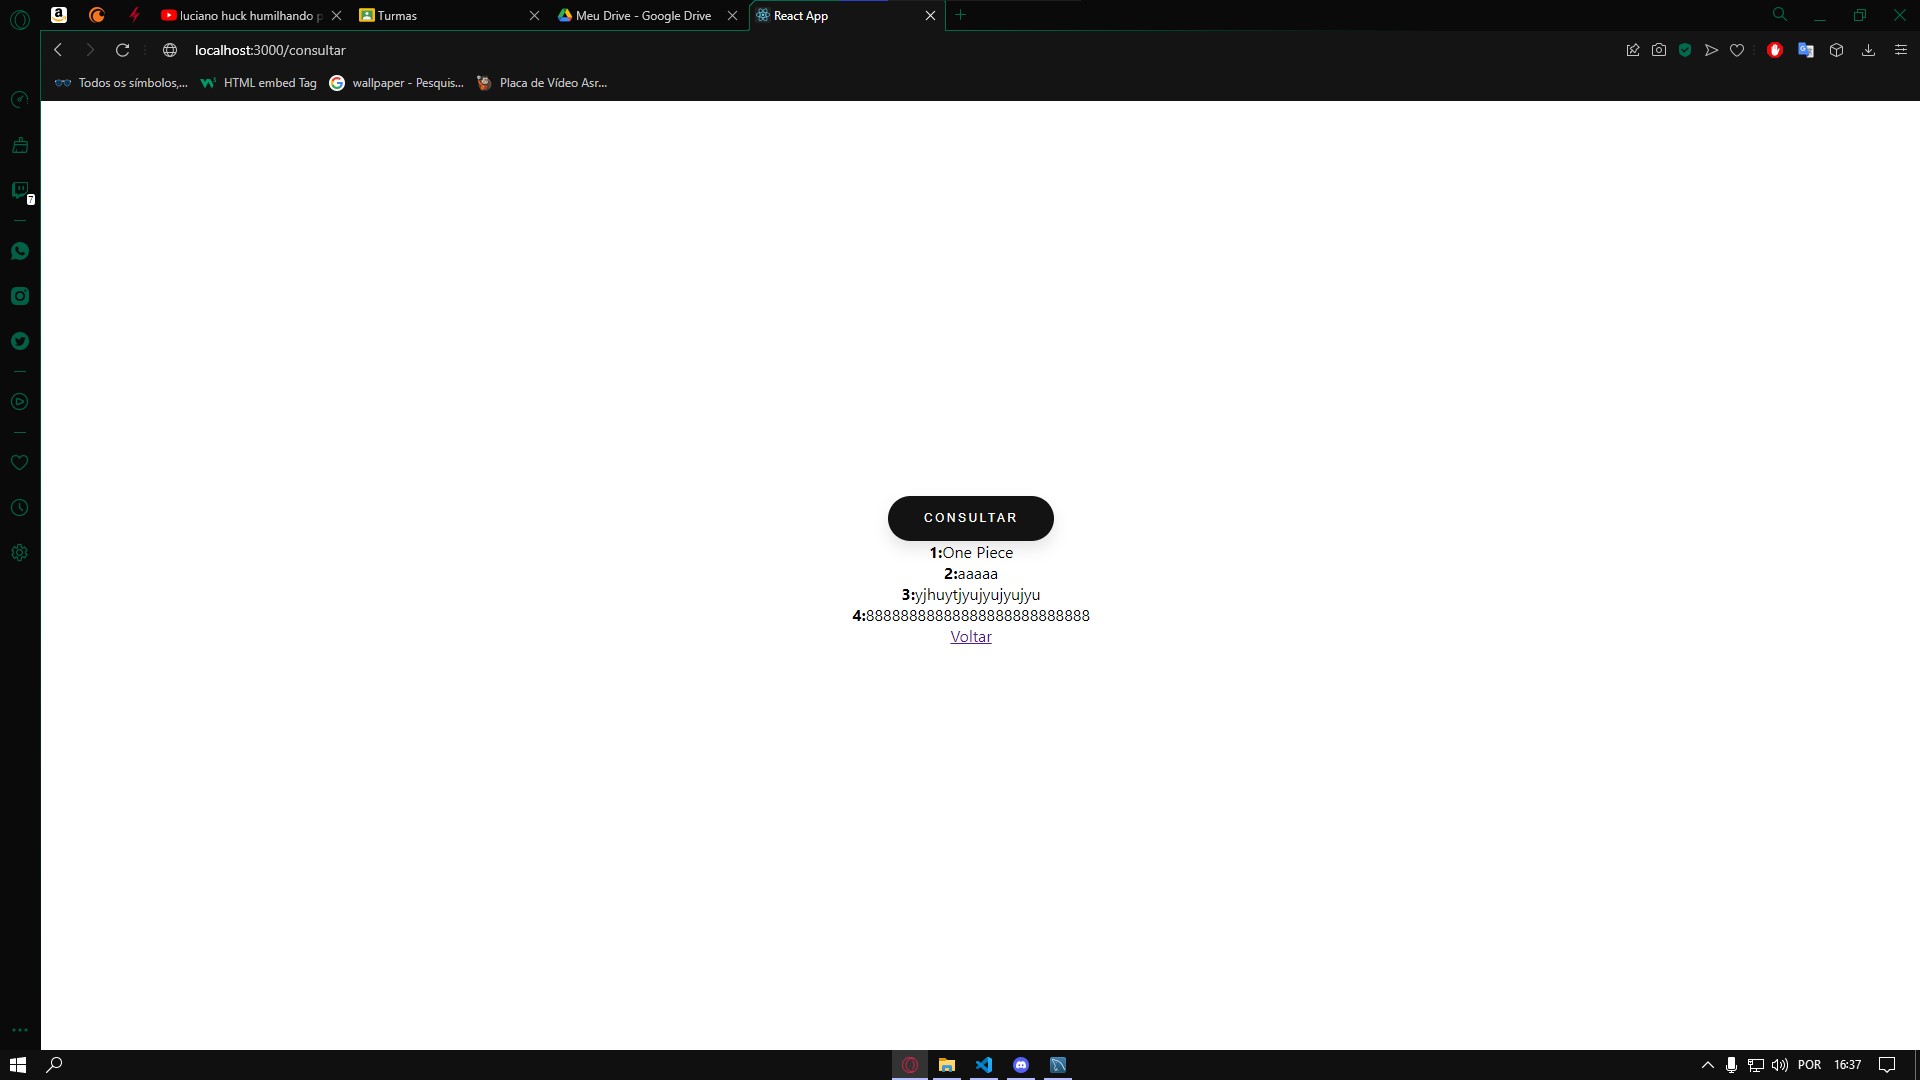 luciano huck humilhando p
Turmas
Meu Drive - Google Drive
React App
localhost:3000/consultar
Todos os símbolos,...
HTML embed Tag
wallpaper - Pesquis...
Placa de Vídeo Asr...
7
CONSULTAR
1:One Piece
2:aaaaa
3:yjhuytjyujyujyujyu
4:88888888888888888888888888
Voltar
POR
16:37